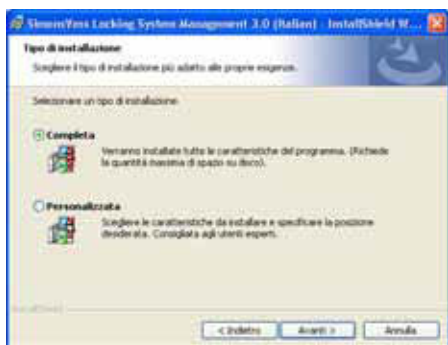 SimonsVoss Locking System Management 3.0 (Italian) - InstallShield W...
Tipo di installazione
Scegliere il tipo di installazione più adatto alle proprie esigenze.
Selezionare un tipo di installazione
Completa
Verranno installate tutte le caratteristiche del programma. (Richiede
la quantità massima di spazio su disco).
Personalizzata
Scegliere le caratteristiche da installare e specificare la posizione
desiderata. Consigliata agli utenti esperti.
InstallShield
< Indietro
Avanti >
Annulla